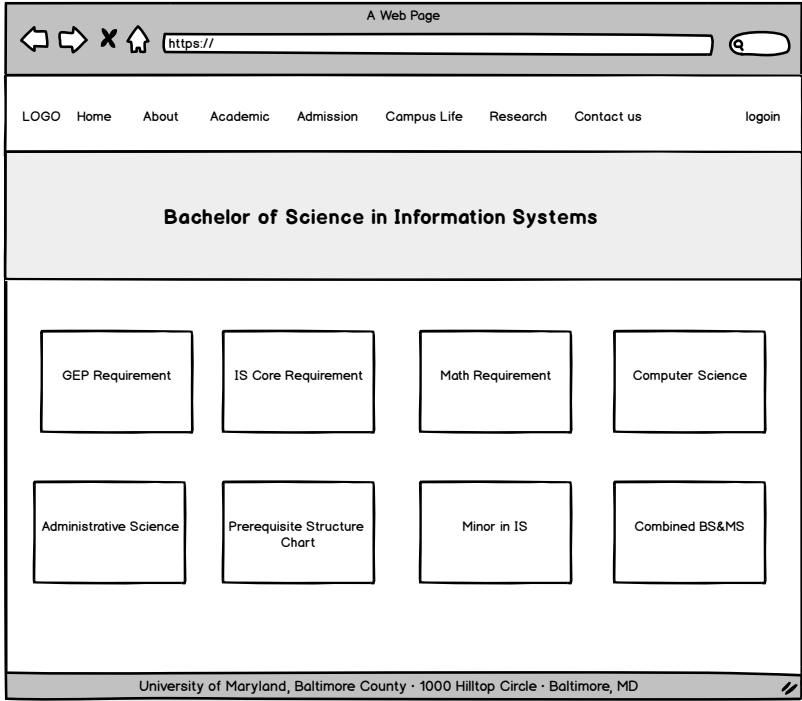 A Web Page
https://
LOGO Home About Academic Admission Campus Life Research Contact us logoin
Bachelor of Science in Information Systems
GEP Requirement IS Core Requirement Math Requirement Computer Science
Administrative Science Prerequisite Structure Minor in IS Combined BS&MS
Chart
University of Maryland, Baltimore County · 1000 Hilltop Circle · Baltimore, MD